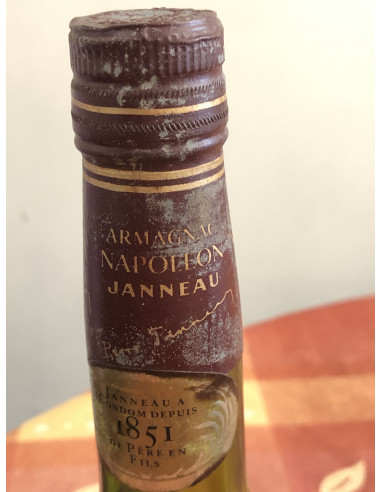 ARMAGNAC
NAPOLEON
JANNEAU
JANNEAU A
CONDOM DEPUIS
1851
DE PÈRE EN
FILS